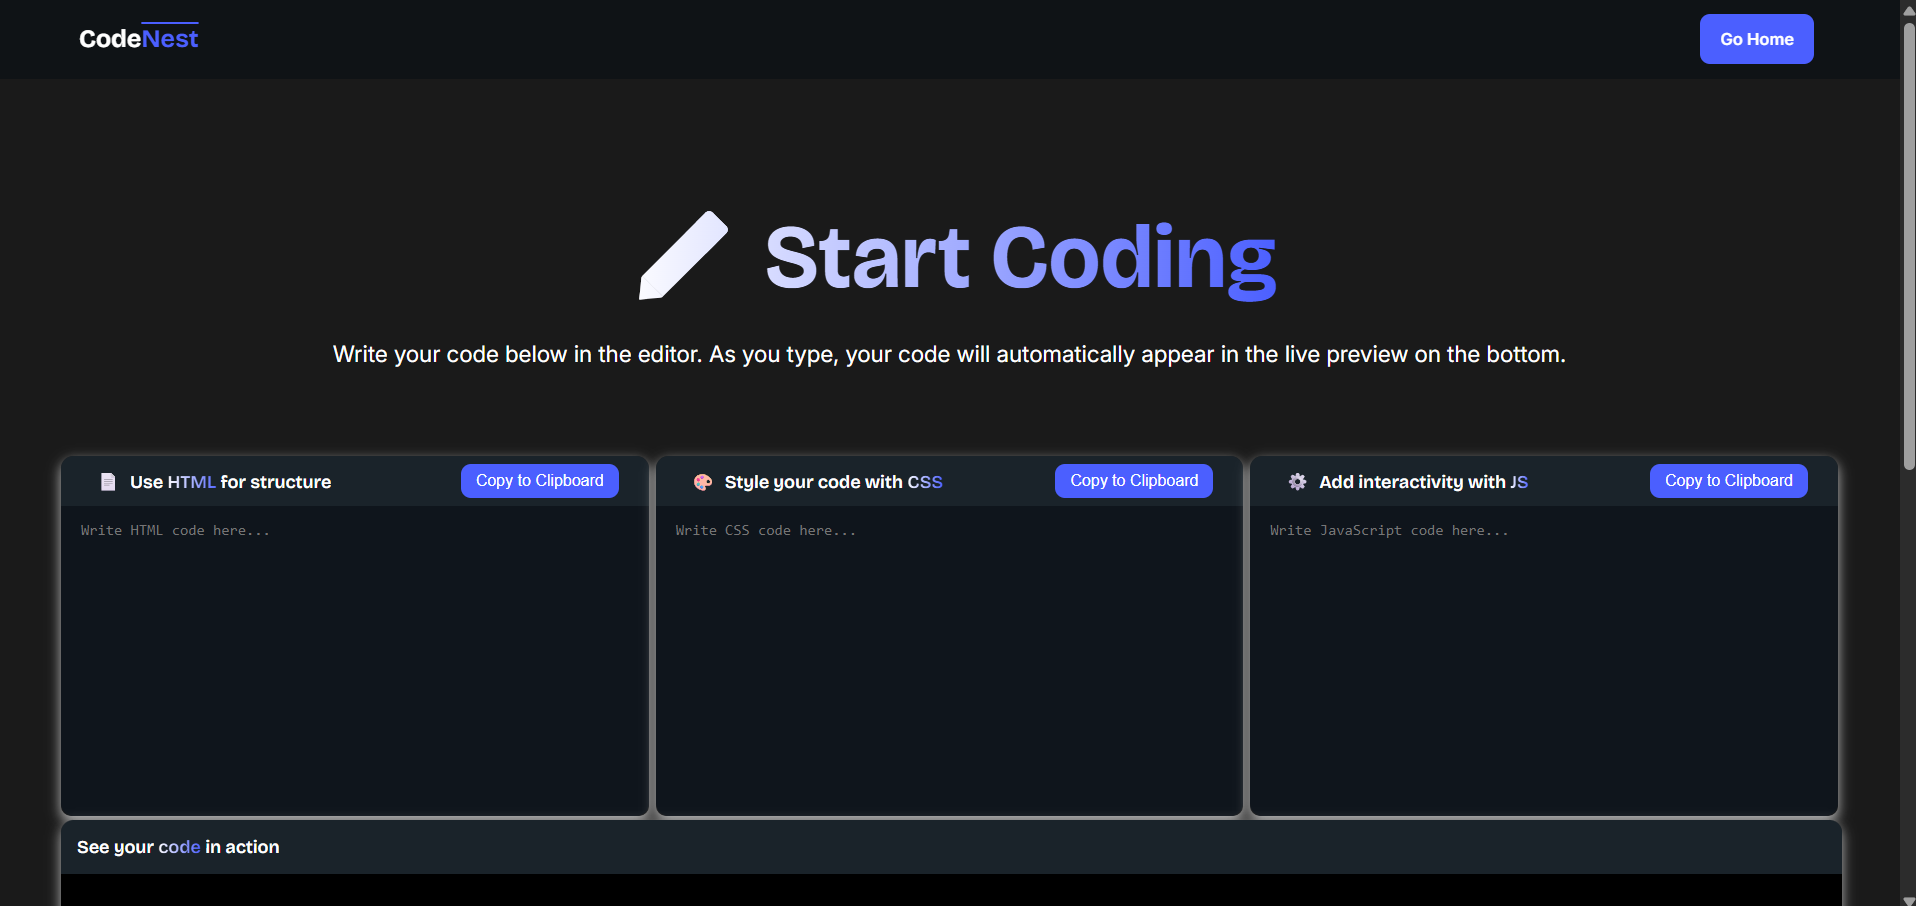 CodeNest
Go Home
Start Coding
Write your code below in the editor. As you type, your code will automatically appear in the live preview on the bottom.
Use HTML for structure
Copy to Clipboard
Write HTML code here...
Style your code with CSS
Copy to Clipboard
Write CSS code here...
Add interactivity with JS
Copy to Clipboard
Write JavaScript code here...
See your code in action